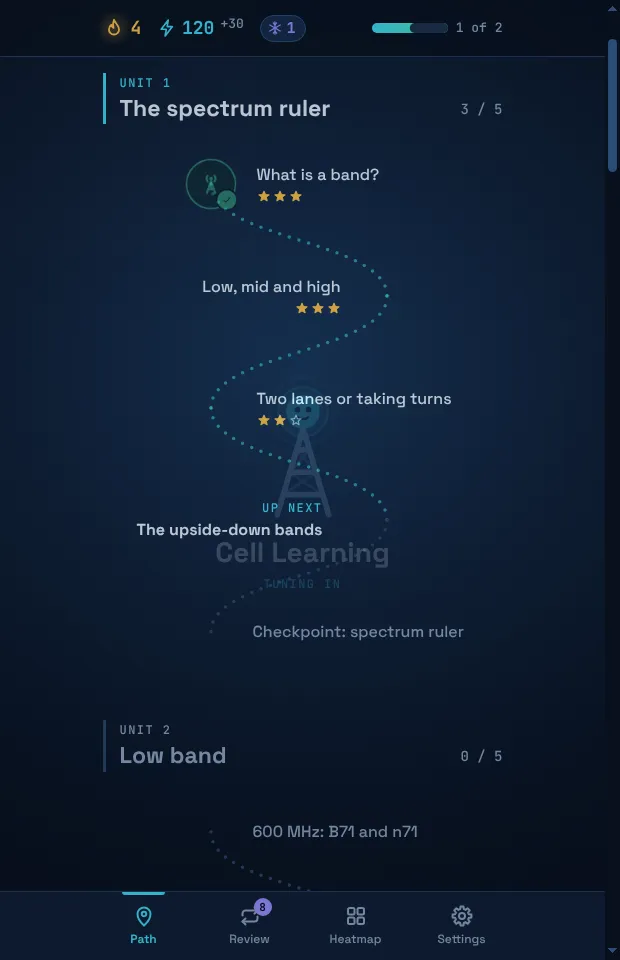 4 120 +30 1 1 of 2
UNIT 1
The spectrum ruler 3 / 5
What is a band?
Low, mid and high
Two lanes or taking turns
UP NEXT
The upside-down bands
Cell Learning
TUNING IN
Checkpoint: spectrum ruler
UNIT 2
Low band 0 / 5
600 MHz: B71 and n71
8
Path Review Heatmap Settings